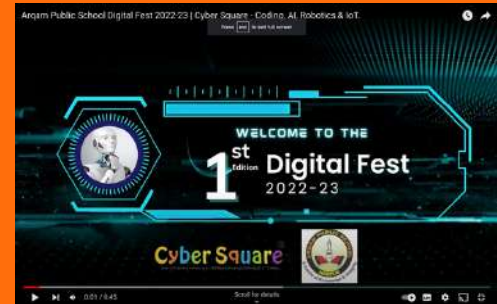 Arqam Public School Digital Fest 2022-23 | Cyber Square - Coding, AI, Robotics & IoT.
Press esc to exit full screen
WELCOME TO THE
1st Edition Digital Fest
2022-23
Cyber Square
0:01 / 8:45
Scroll for details